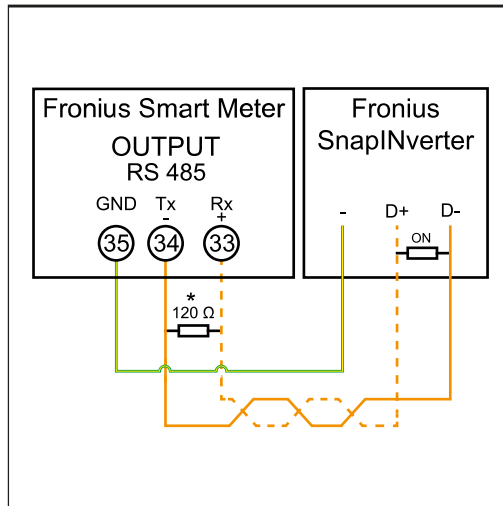 Fronius Smart Meter
OUTPUT
RS 485
GND Tx Rx
- +
35 34 33
*
120 Ω
Fronius
SnapINverter
- D+ D-
ON